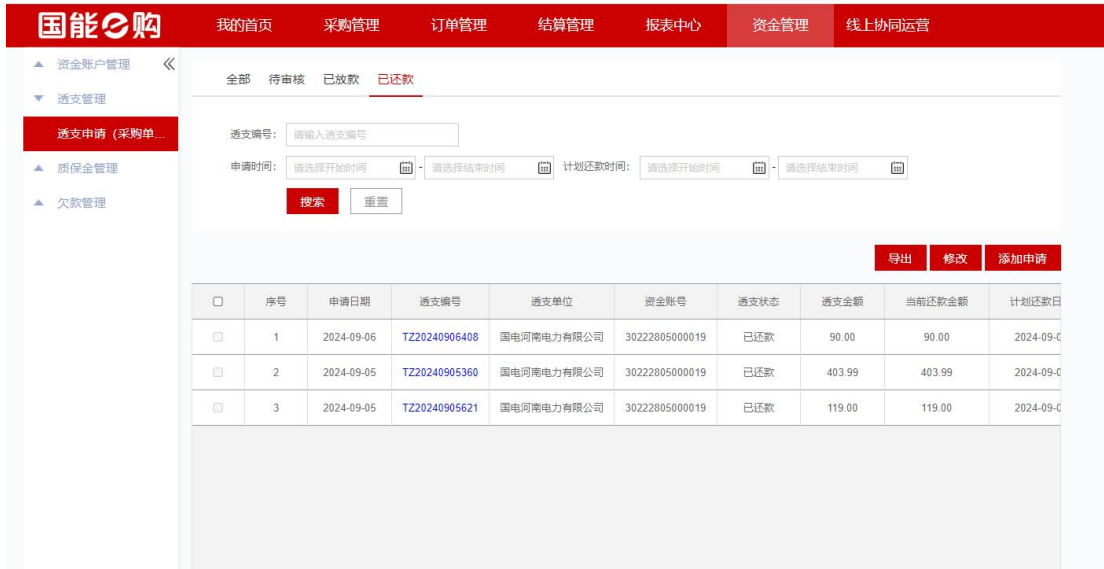 国能e购 我的首页 采购管理 订单管理 结算管理 报表中心 资金管理 线上协同运营
资金账户管理
透支管理
透支申请（采购单...
质保金管理
欠款管理
全部 待审核 已放款 已还款
透支编号： 请输入透支编号
申请时间： 请选择开始时间 - 请选择结束时间 计划还款时间： 请选择开始时间 - 请选择结束时间
搜索 重置
导出 修改 添加申请
序号 申请日期 透支编号 透支单位 资金账号 透支状态 透支金额 当前还款金额 计划还款日
1 2024-09-06 TZ20240906408 国电河南电力有限公司 30222805000019 已还款 90.00 90.00 2024-09-0
2 2024-09-05 TZ20240905360 国电河南电力有限公司 30222805000019 已还款 403.99 403.99 2024-09-0
3 2024-09-05 TZ20240905621 国电河南电力有限公司 30222805000019 已还款 119.00 119.00 2024-09-0